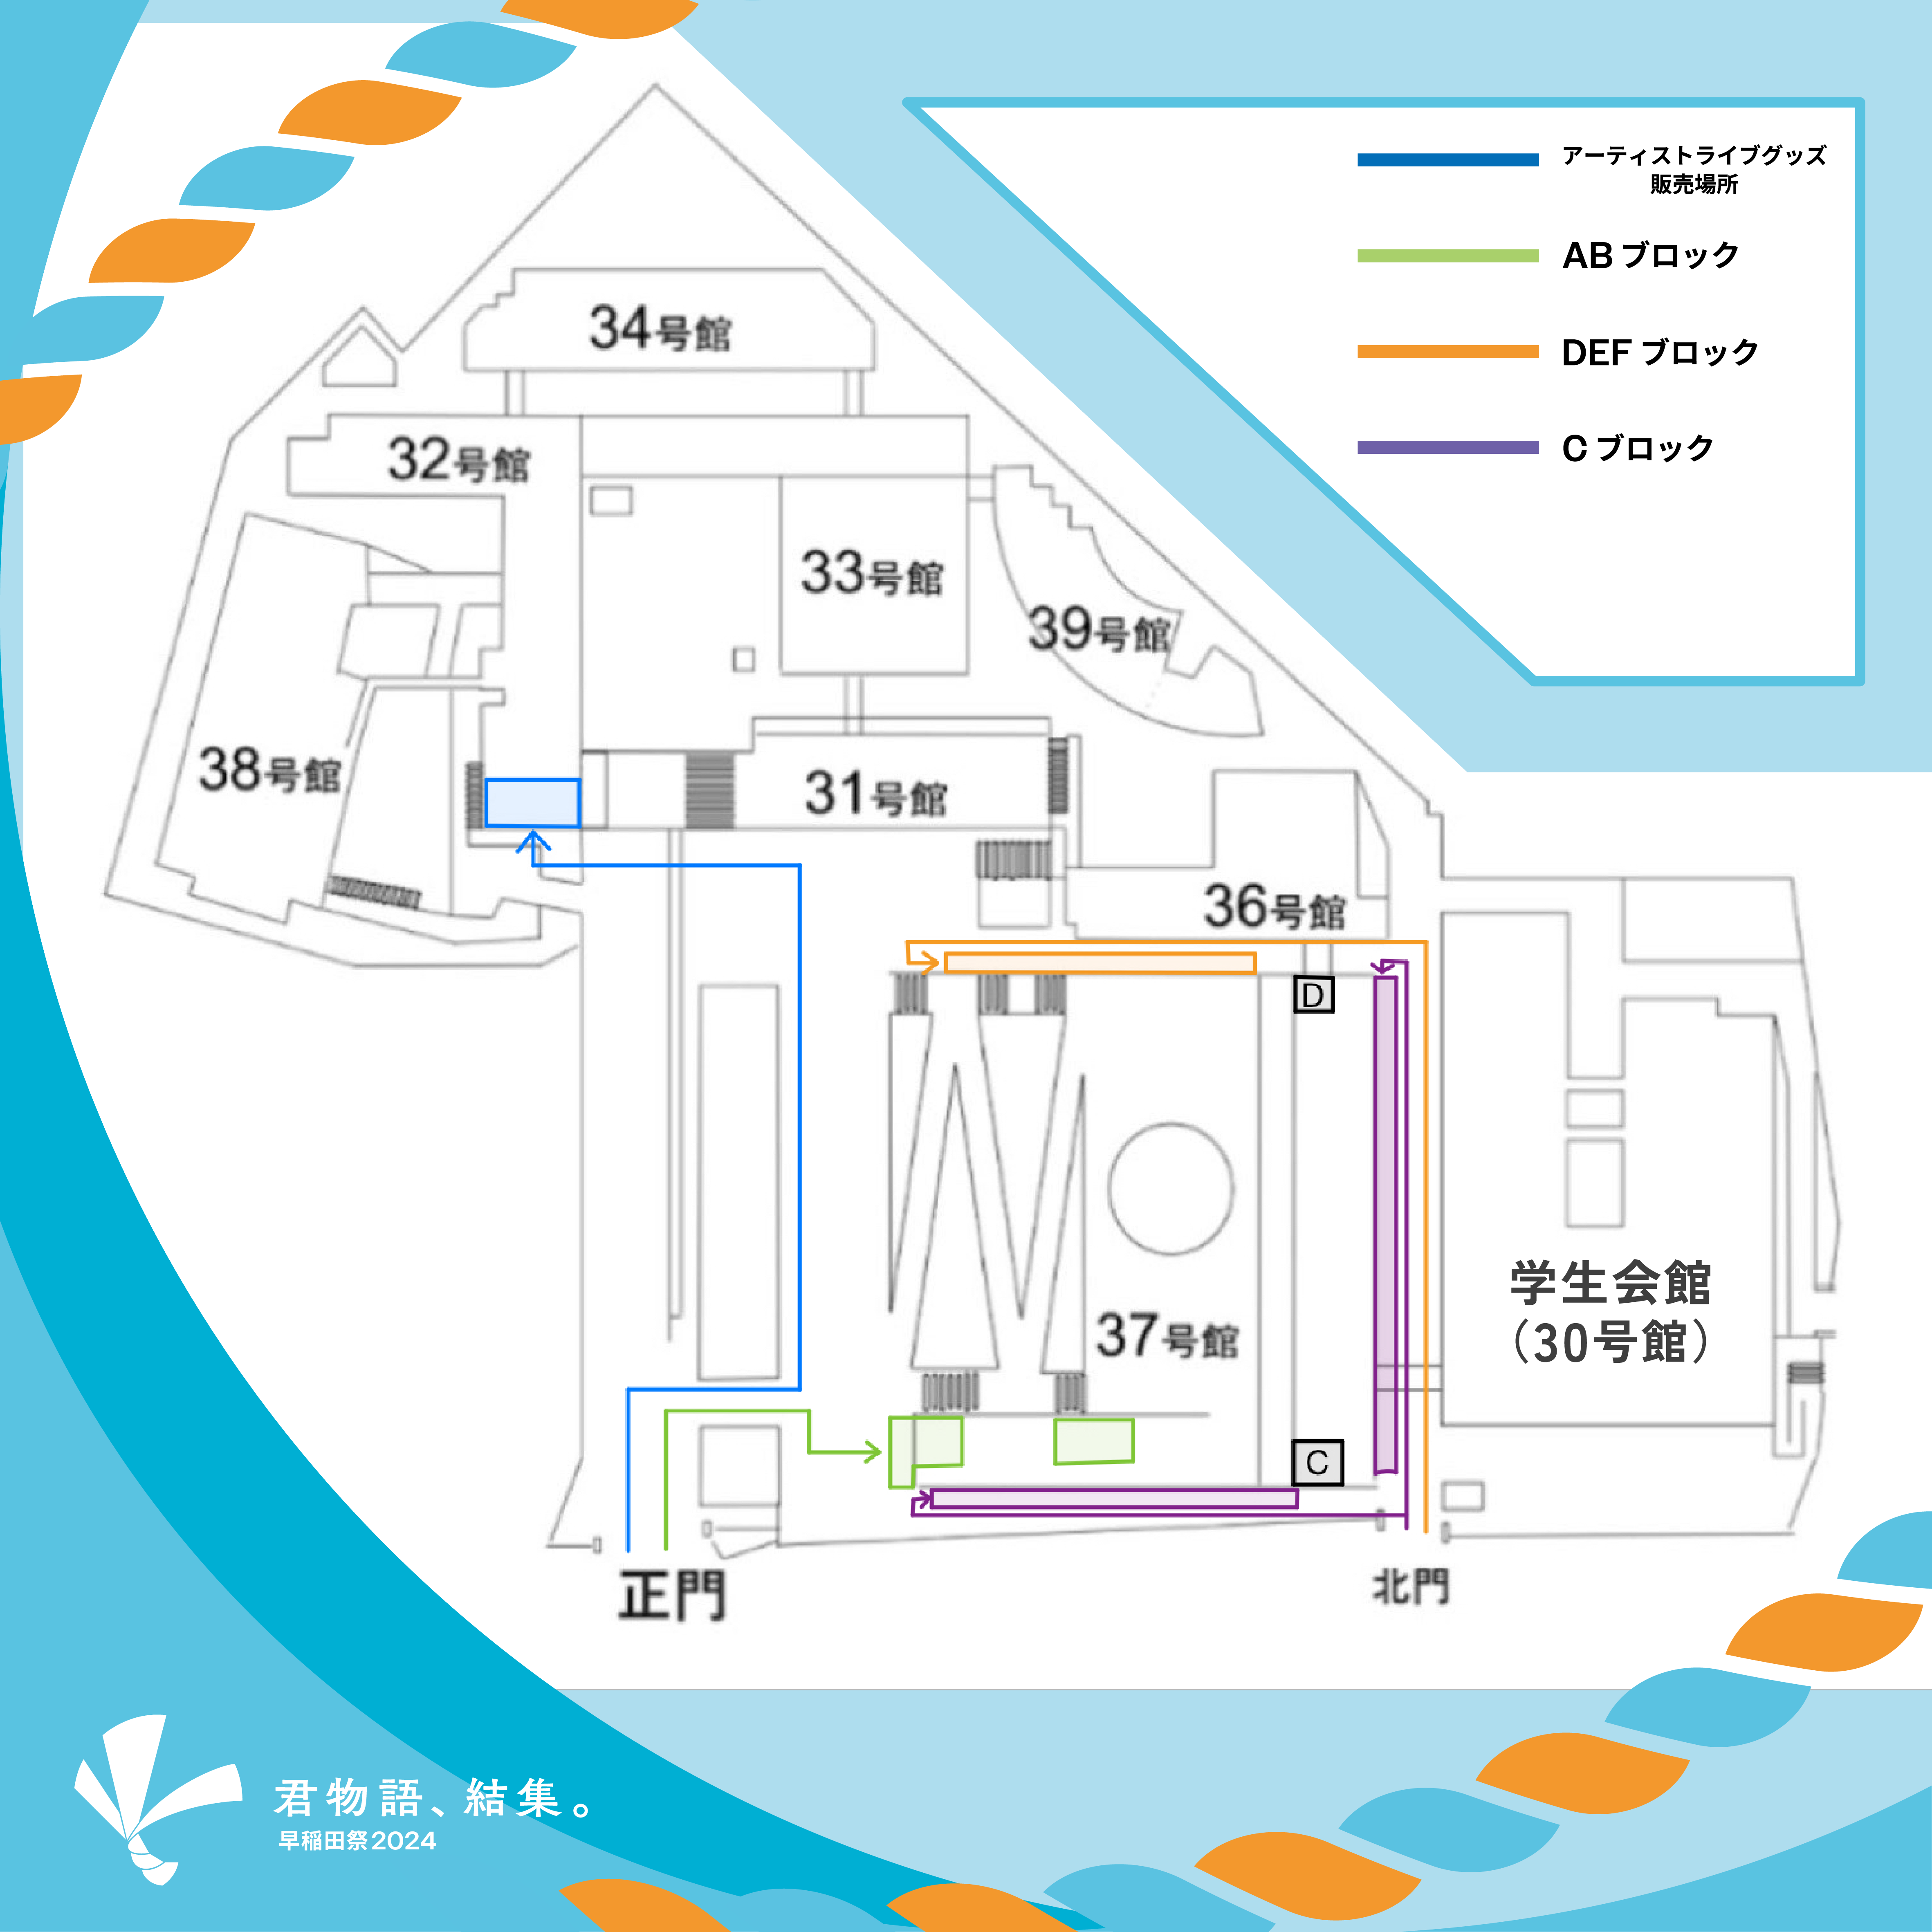 アーティストライブグッズ
販売場所
AB ブロック
DEF ブロック
C ブロック
34号館
32号館
33号館
39号館
38号館
31号館
36号館
D
学生会館
(30号館)
37号館
C
正門
北門
君物語、結集。
早稲田祭2024